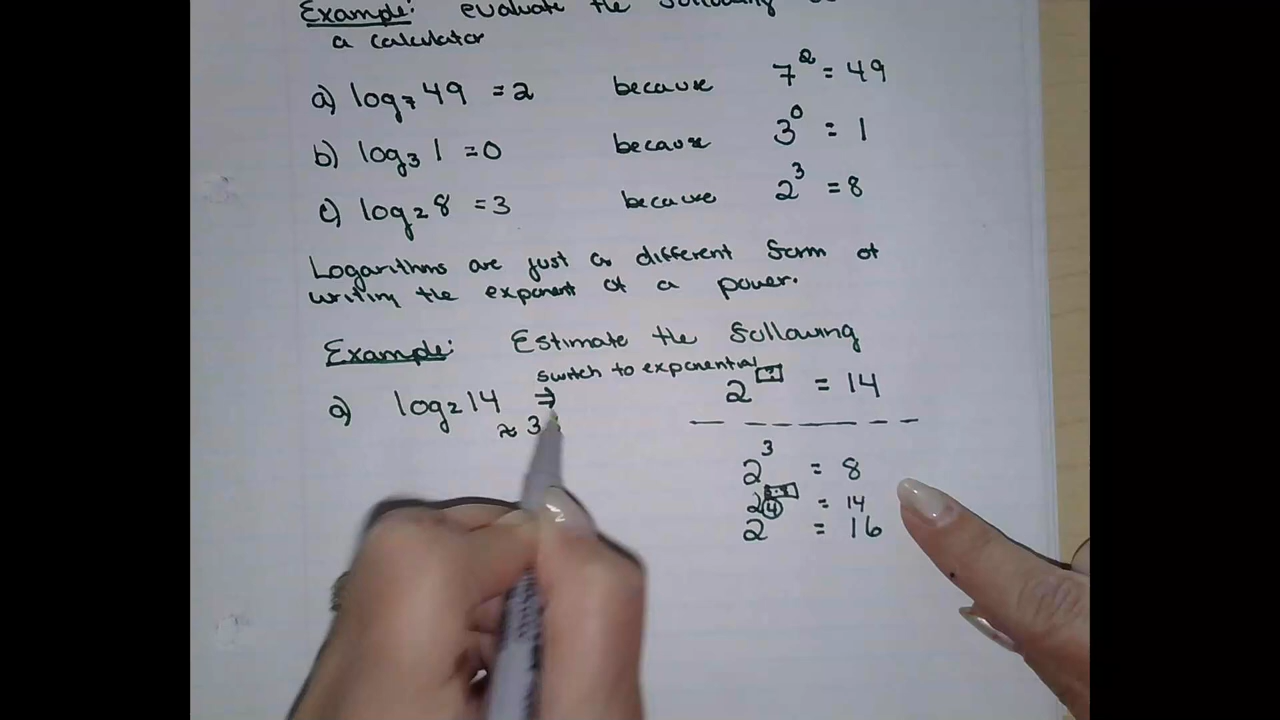 Example: evaluate the following
a calculator
a) log₇ 49 = 2 because 7² = 49
b) log₃ 1 = 0 because 3⁰ = 1
c) log₂ 8 = 3 because 2³ = 8
Logarithms are just a different form of
writing the exponent of a power.
Example: Estimate the following
switch to exponential
a) log₂ 14 ⇒ 2^? = 14
≈ 3
2³ = 8
2 = 14
2⁴ = 16